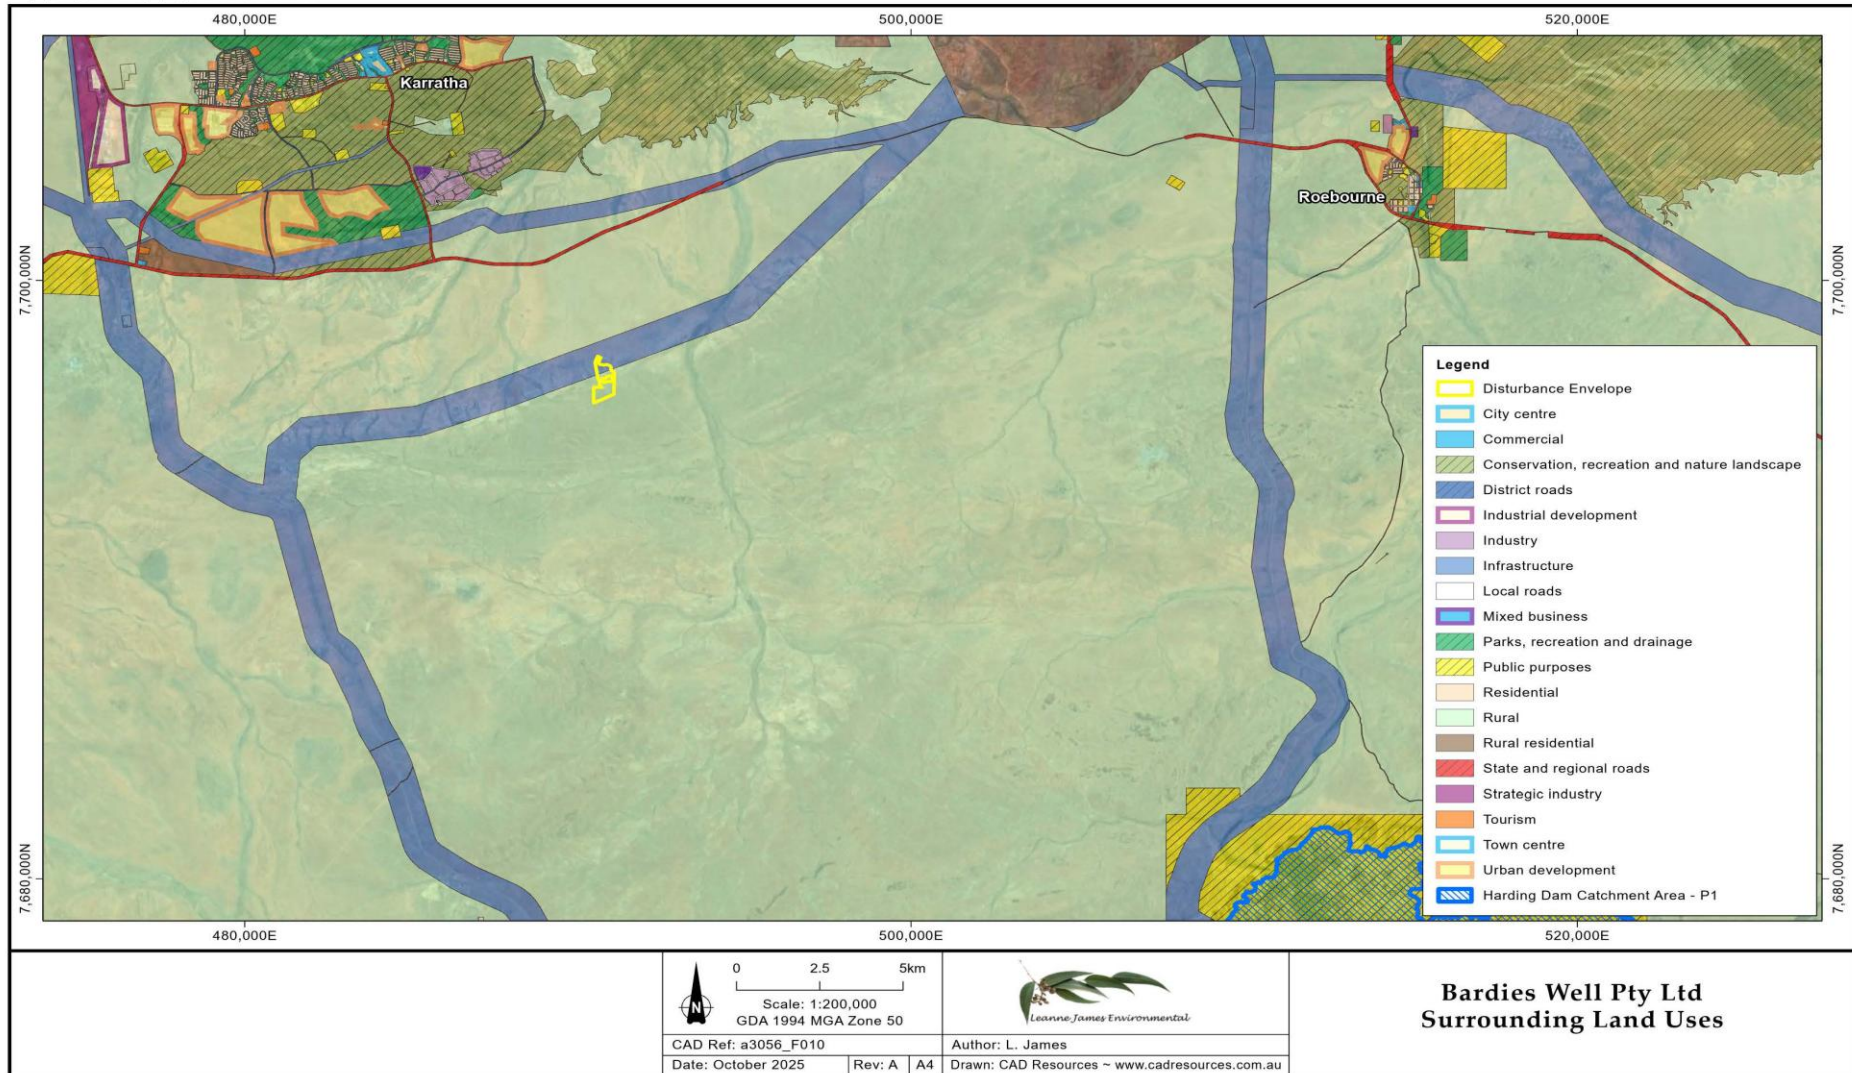 480,000E
500,000E
520,000E
Karratha
Roebourne
7,700,000N
7,700,000N
Legend
Disturbance Envelope
City centre
Commercial
Conservation, recreation and nature landscape
District roads
Industrial development
Industry
Infrastructure
Local roads
Mixed business
Parks, recreation and drainage
Public purposes
Residential
Rural
Rural residential
State and regional roads
Strategic industry
Tourism
Town centre
Urban development
Harding Dam Catchment Area - P1
7,680,000N
7,680,000N
480,000E
500,000E
520,000E
N
0 2.5 5km
Scale: 1:200,000
GDA 1994 MGA Zone 50
Leanne James Environmental
CAD Ref: a3056_F010
Author: L. James
Date: October 2025
Rev: A
A4
Drawn: CAD Resources ~ www.cadresources.com.au
Bardies Well Pty Ltd
Surrounding Land Uses